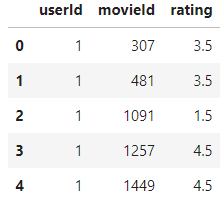 userId movieId rating
0 1 307 3.5
1 1 481 3.5
2 1 1091 1.5
3 1 1257 4.5
4 1 1449 4.5